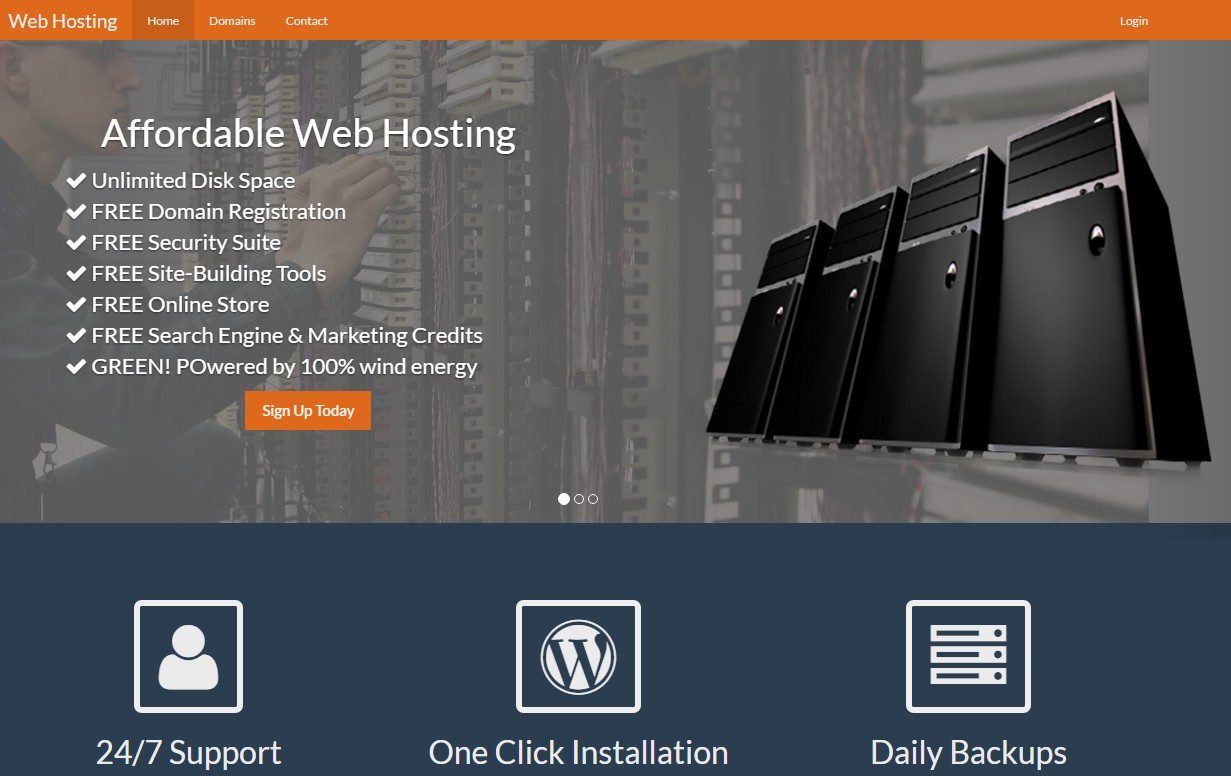 Web Hosting Home Domains Contact Login
Affordable Web Hosting
Unlimited Disk Space
FREE Domain Registration
FREE Security Suite
FREE Site-Building Tools
FREE Online Store
FREE Search Engine & Marketing Credits
GREEN! POwered by 100% wind energy
Sign Up Today
24/7 Support One Click Installation Daily Backups